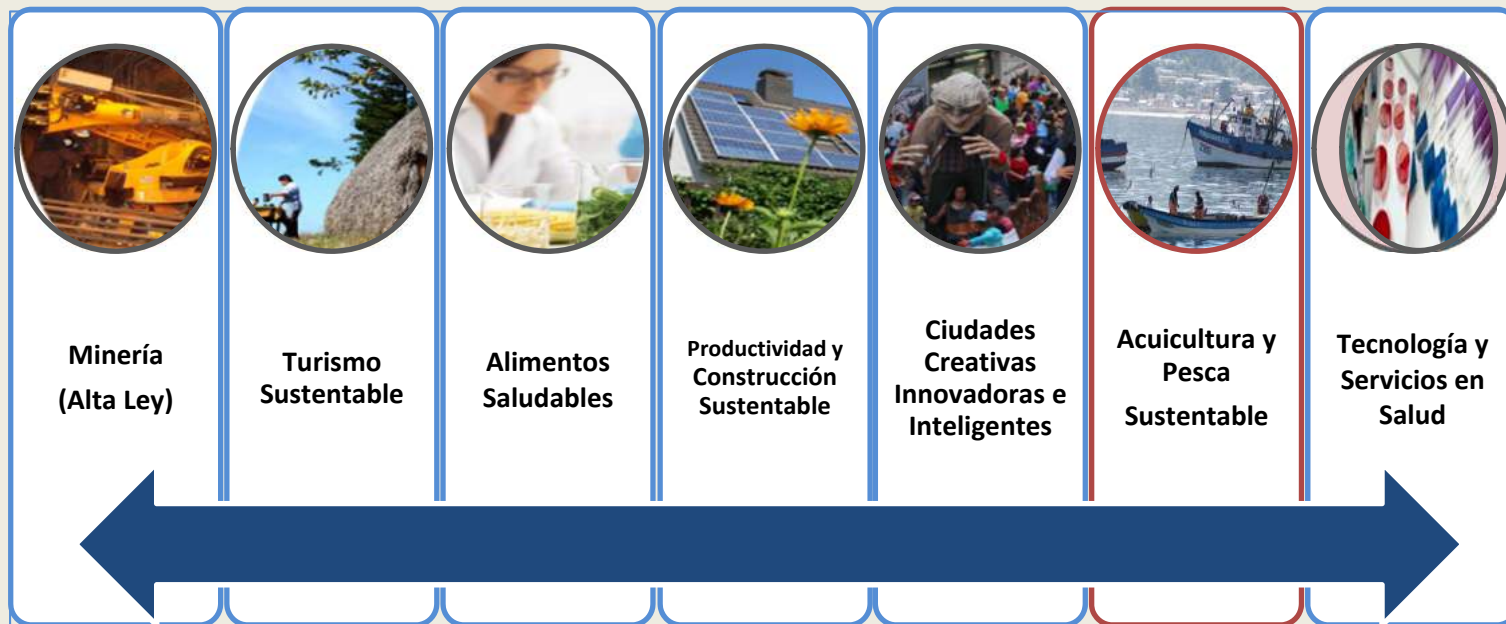 Minería
(Alta Ley)
Turismo
Sustentable
Alimentos
Saludables
Productividad y
Construcción
Sustentable
Ciudades
Creativas
Innovadoras e
Inteligentes
Acuicultura y
Pesca
Sustentable
Tecnología y
Servicios en
Salud